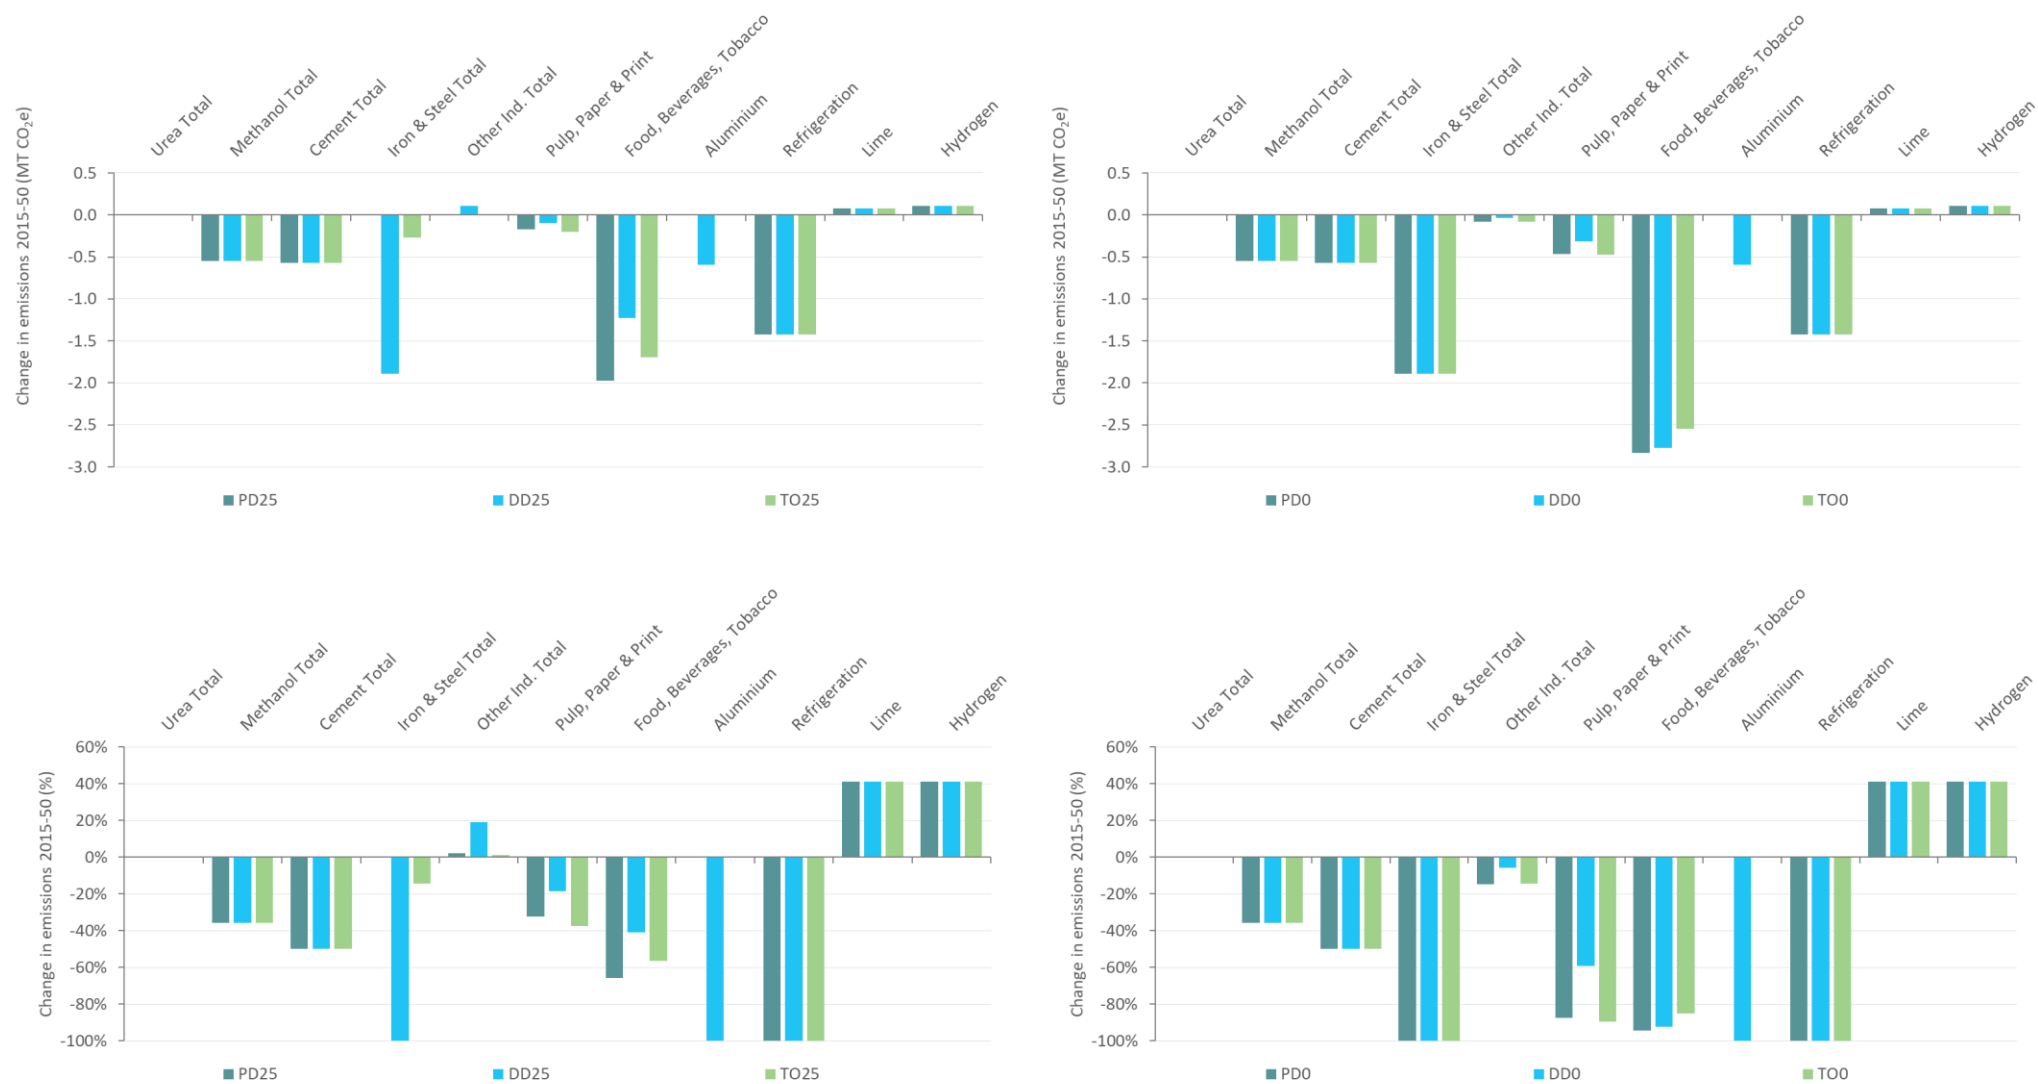 Change in emissions 2015-50 (MT CO₂e)
Urea Total
Methanol Total
Cement Total
Iron & Steel Total
Other Ind. Total
Pulp, Paper & Print
Food, Beverages, Tobacco
Aluminium
Refrigeration
Lime
Hydrogen
0.5
0.0
-0.5
-1.0
-1.5
-2.0
-2.5
-3.0
PD25 DD25 TO25
Change in emissions 2015-50 (MT CO₂e)
Urea Total
Methanol Total
Cement Total
Iron & Steel Total
Other Ind. Total
Pulp, Paper & Print
Food, Beverages, Tobacco
Aluminium
Refrigeration
Lime
Hydrogen
0.5
0.0
-0.5
-1.0
-1.5
-2.0
-2.5
-3.0
PD0 DD0 TO0
Change in emissions 2015-50 (%)
Urea Total
Methanol Total
Cement Total
Iron & Steel Total
Other Ind. Total
Pulp, Paper & Print
Food, Beverages, Tobacco
Aluminium
Refrigeration
Lime
Hydrogen
60%
40%
20%
0%
-20%
-40%
-60%
-80%
-100%
PD25 DD25 TO25
Change in emissions 2015-50 (%)
Urea Total
Methanol Total
Cement Total
Iron & Steel Total
Other Ind. Total
Pulp, Paper & Print
Food, Beverages, Tobacco
Aluminium
Refrigeration
Lime
Hydrogen
60%
40%
20%
0%
-20%
-40%
-60%
-80%
-100%
PD0 DD0 TO0